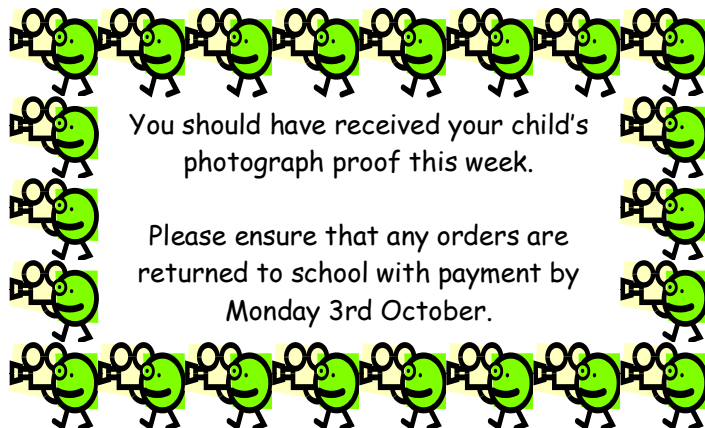 You should have received your child's
photograph proof this week.
Please ensure that any orders are
returned to school with payment by
Monday 3rd October.